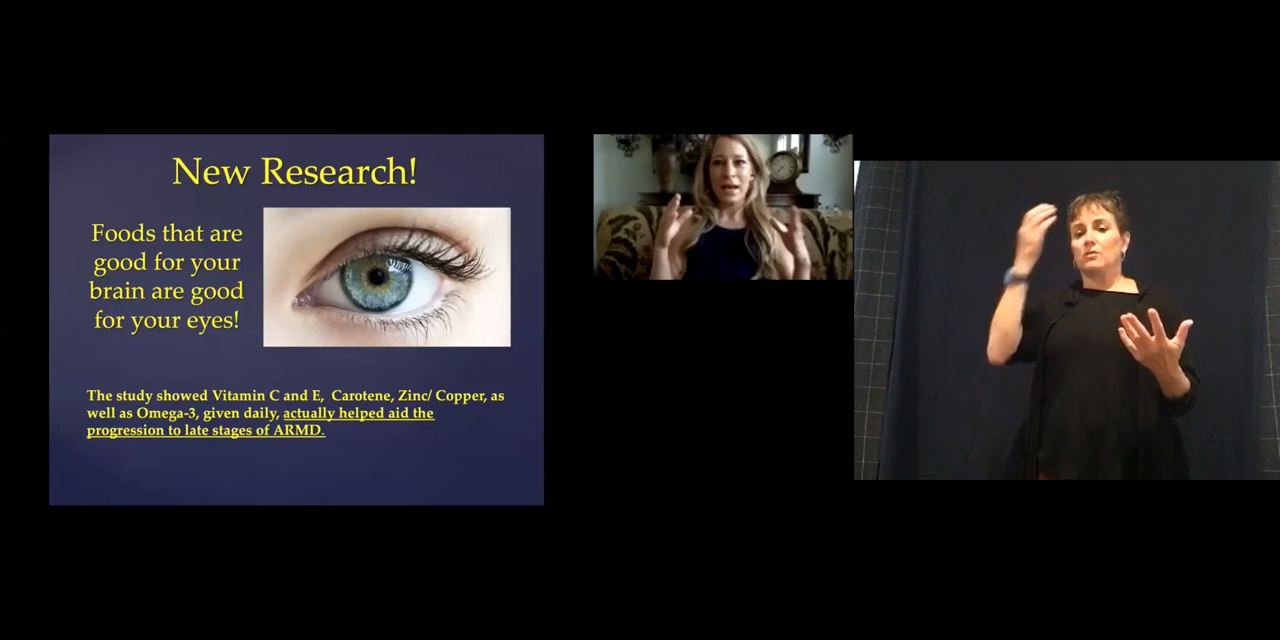 New Research!
Foods that are
good for your
brain are good
for your eyes!
The study showed Vitamin C and E, Carotene, Zinc/ Copper, as
well as Omega-3, given daily, actually helped aid the
progression to late stages of ARMD.